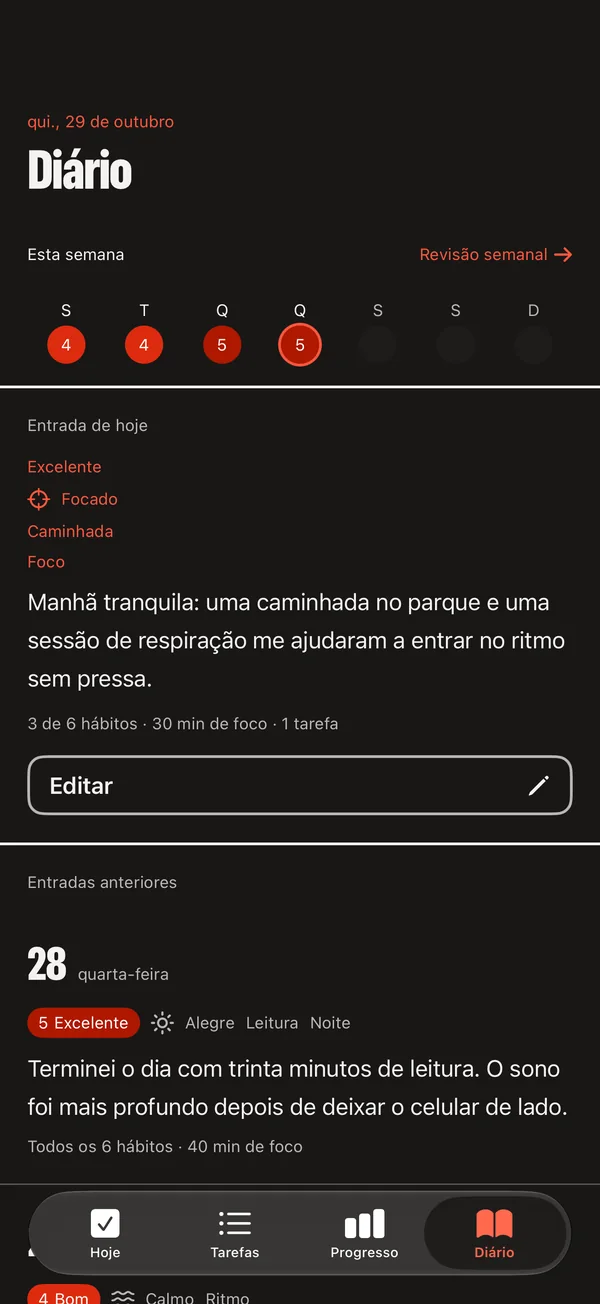 qui., 29 de outubro
Diário
Esta semana
Revisão semanal
S T Q Q S S D
4 4 5 5
Entrada de hoje
Excelente
Focado
Caminhada
Foco
Manhã tranquila: uma caminhada no parque e uma
sessão de respiração me ajudaram a entrar no ritmo
sem pressa.
3 de 6 hábitos · 30 min de foco · 1 tarefa
Editar
Entradas anteriores
28 quarta-feira
5 Excelente Alegre Leitura Noite
Terminei o dia com trinta minutos de leitura. O sono
foi mais profundo depois de deixar o celular de lado.
Todos os 6 hábitos · 40 min de foco
Hoje Tarefas Progresso Diário
4 Bom Calmo Ritmo